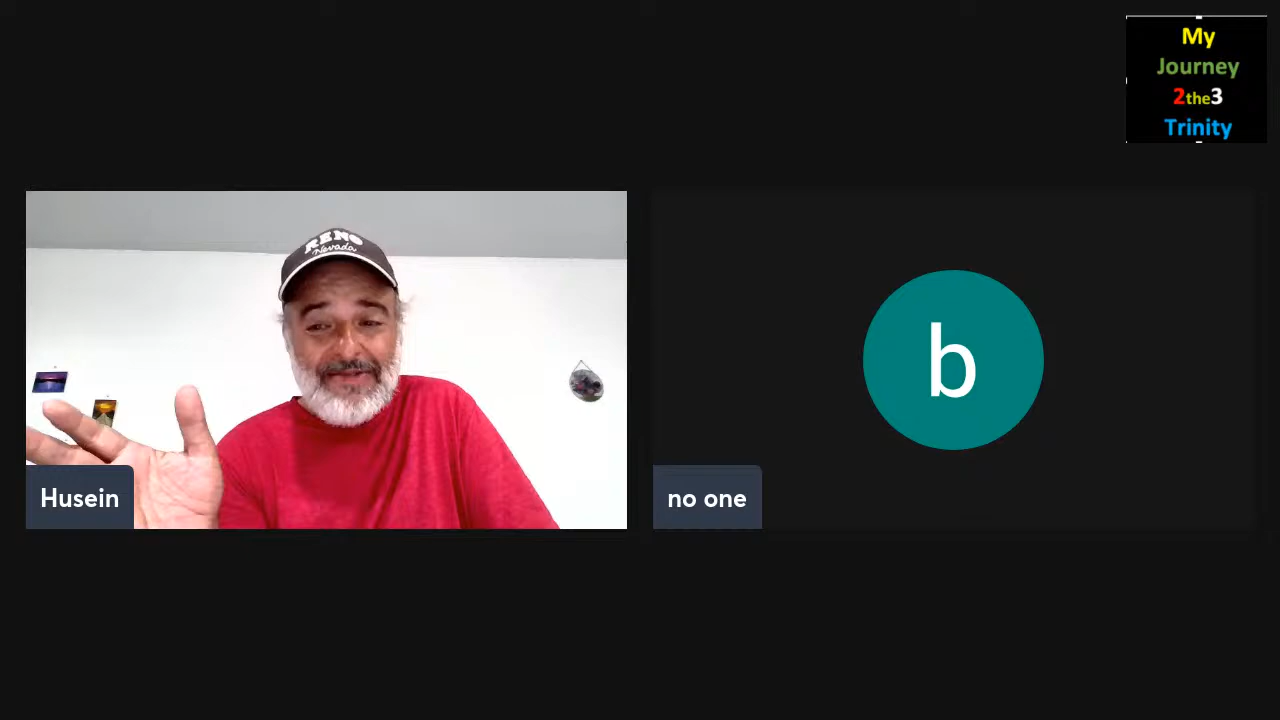 My
Journey
2the3
Trinity
RENO
Nevada
b
Husein
no one